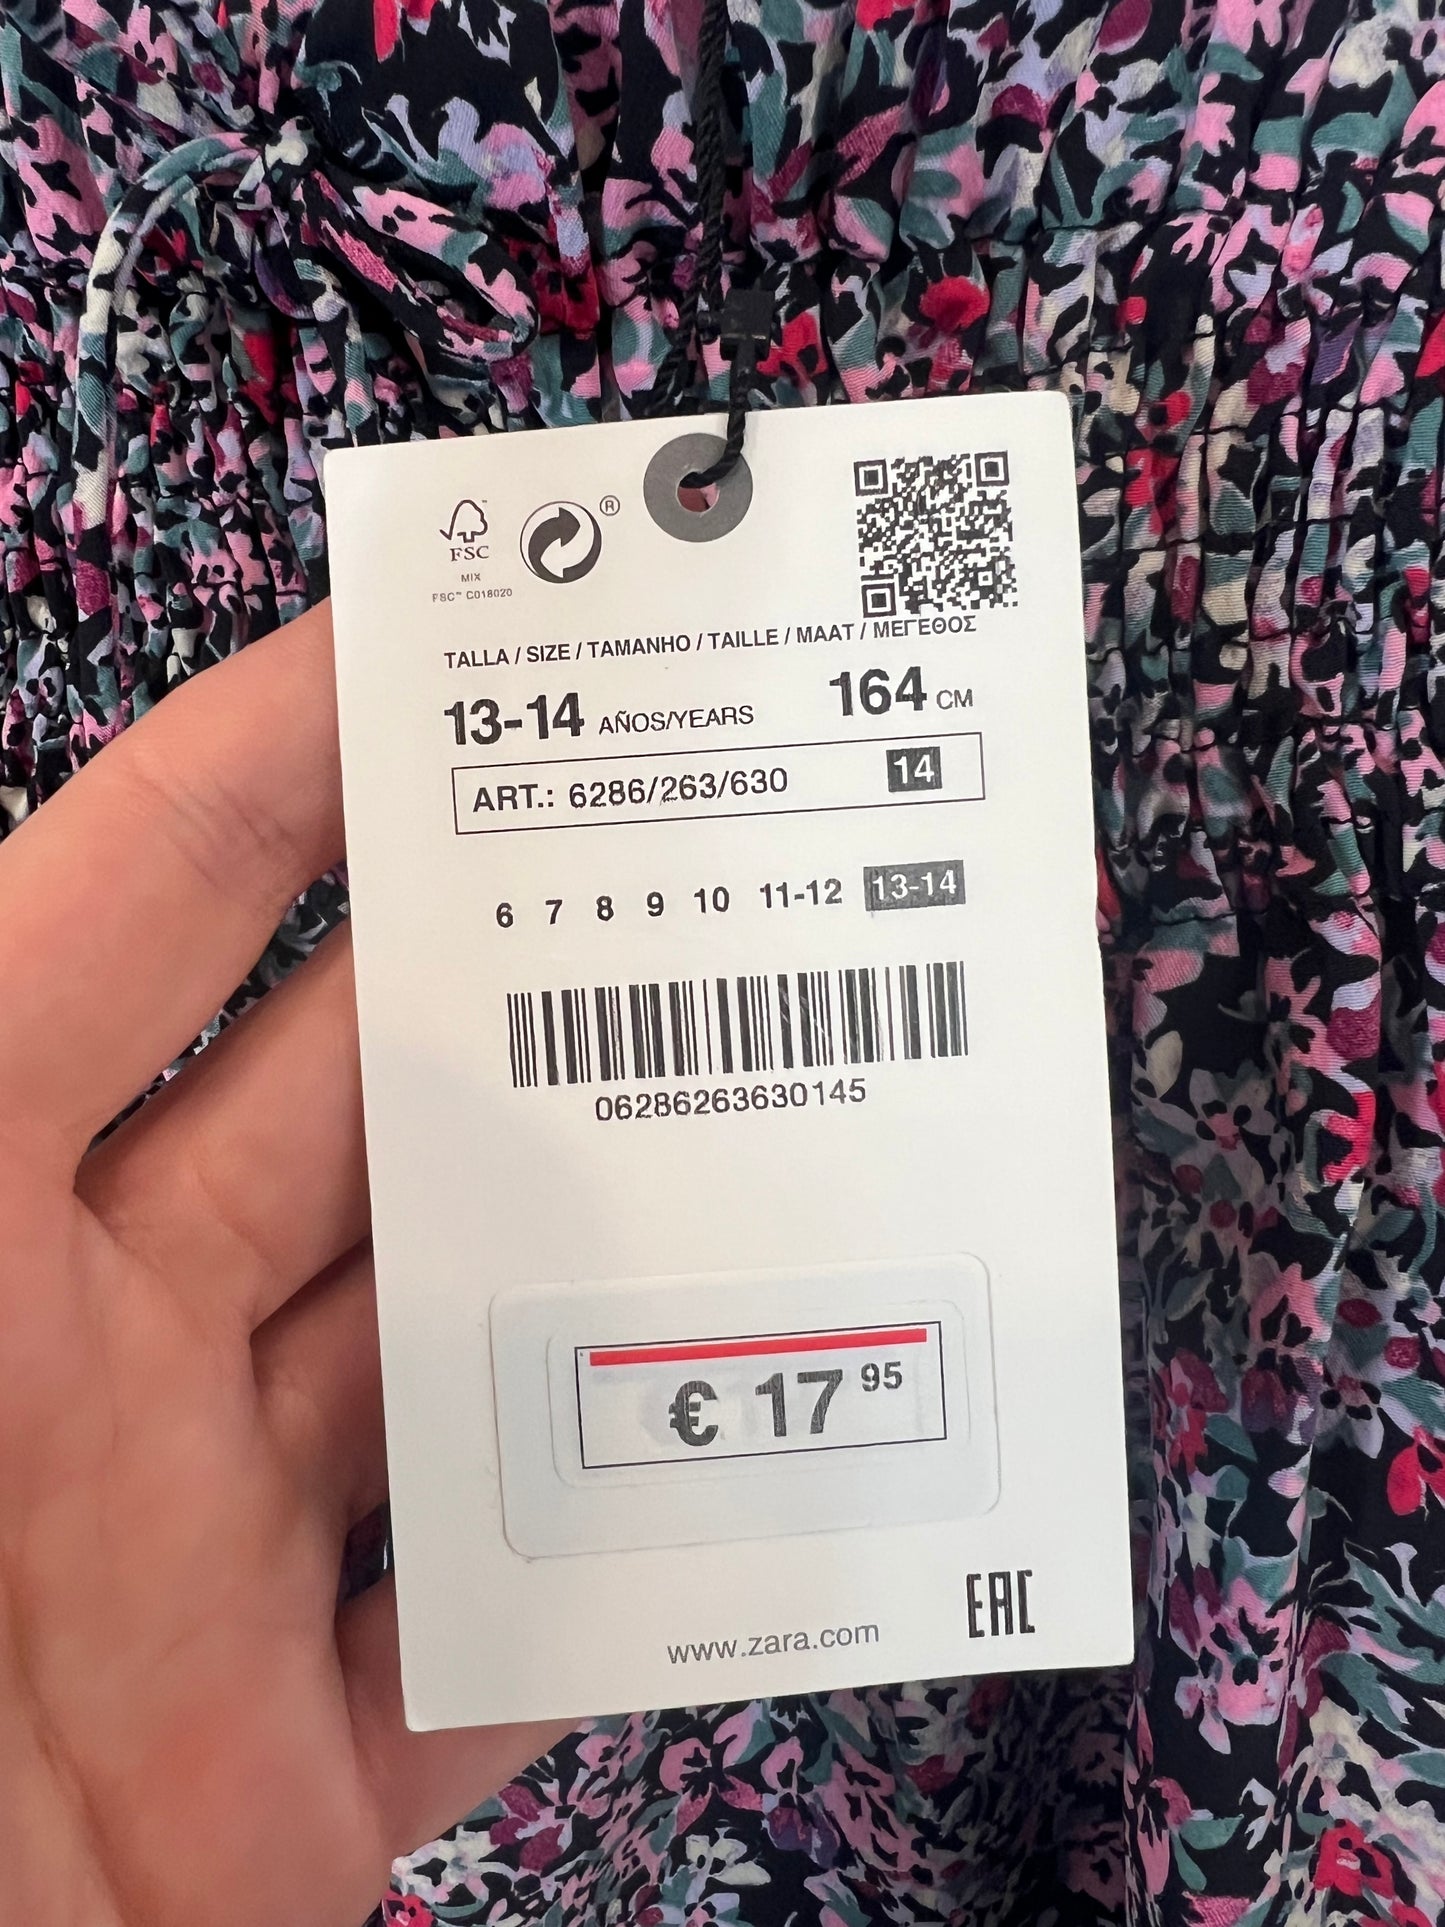 ®
FSC
MIX
FSC™ C018020
TALLA / SIZE / TAMANHO / TAILLE / MAAT / ΜΕΓΕΘΟΣ
13-14 AÑOS/YEARS 164 CM
ART.: 6286/263/630 14
6 7 8 9 10 11-12 13-14
06286263630145
€ 17 95
www.zara.com
EAC